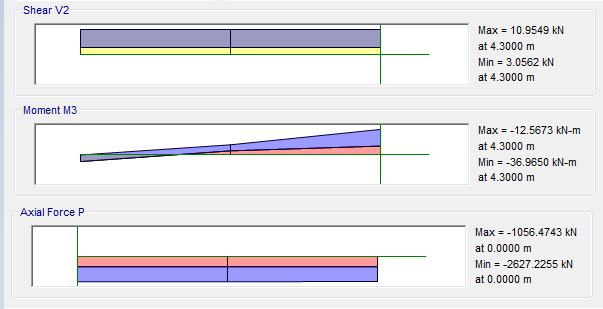 Shear V2
Max = 10.9549 kN
at 4.3000 m
Min = 3.0562 kN
at 4.3000 m
Moment M3
Max = -12.5673 kN-m
at 4.3000 m
Min = -36.9650 kN-m
at 4.3000 m
Axial Force P
Max = -1056.4743 kN
at 0.0000 m
Min = -2627.2255 kN
at 0.0000 m